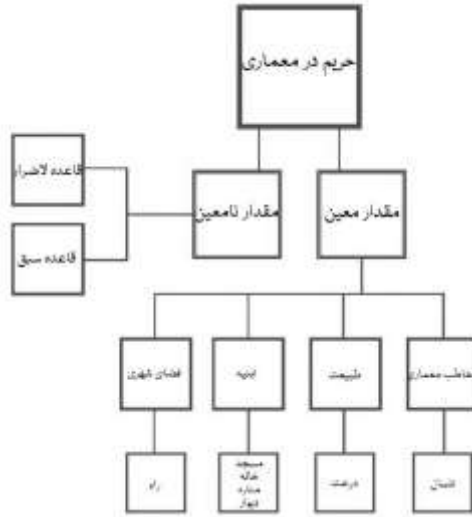 حریم در معماری
مقدار معین
مقدار نامعین
قاعده لاضرار
قاعده سبق
مخاطب معماری
طبیعت
ابنیه
فضای شهری
انسان
درخت
مسجد
خانه
مناره
دیوار
راه